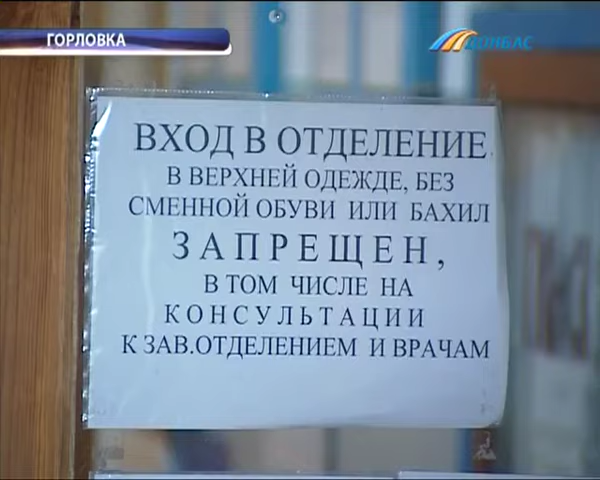 ГОРЛОВКА
ДОНБАС
ВХОД В ОТДЕЛЕНИЕ
В ВЕРХНЕЙ ОДЕЖДЕ, БЕЗ
СМЕННОЙ ОБУВИ ИЛИ БАХИЛ
ЗАПРЕЩЕН,
В ТОМ ЧИСЛЕ НА
КОНСУЛЬТАЦИИ
К ЗАВ.ОТДЕЛЕНИЕМ И ВРАЧАМ